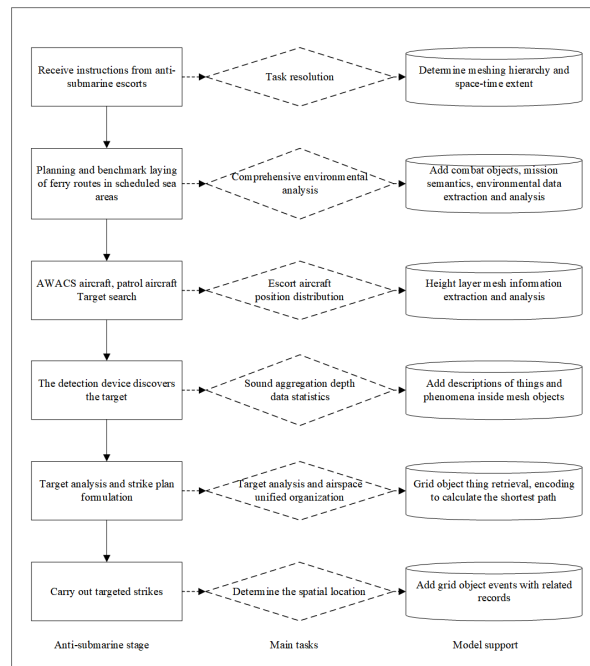 Receive instructions from anti-
submarine escorts
Task resolution
Determine meshing hierarchy and
space-time extent
Planning and benchmark laying
of ferry routes in scheduled sea
areas
Comprehensive environmental
analysis
Add combat objects, mission
semantics, environmental data
extraction and analysis
AWACS aircraft, patrol aircraft
Target search
Escort aircraft
position distribution
Height layer mesh information
extraction and analysis
The detection device discovers
the target
Sound aggregation depth
data statistics
Add descriptions of things and
phenomena inside mesh objects
Target analysis and strike plan
formulation
Target analysis and airspace
unified organization
Grid object thing retrieval, encoding
to calculate the shortest path
Carry out targeted strikes
Determine the spatial location
Add grid object events with related
records
Anti-submarine stage
Main tasks
Model support